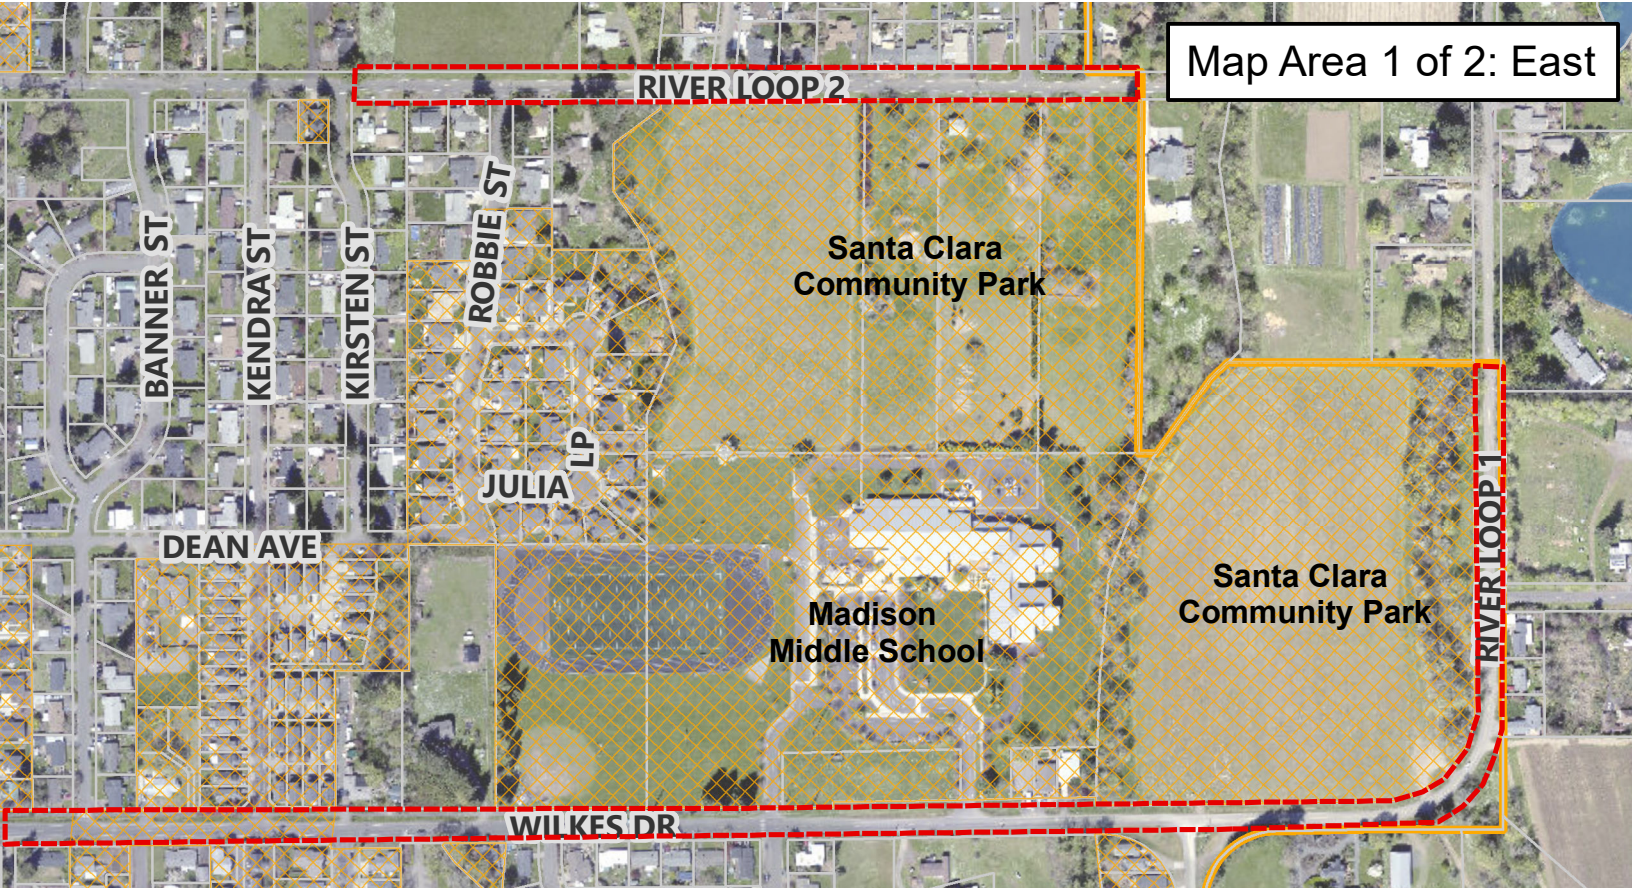 Map Area 1 of 2: East
RIVER LOOP 2
ROBBIE ST
BANNER ST
KENDRA ST
KIRSTEN ST
Santa Clara
Community Park
JULIA LP
DEAN AVE
RIVER LOOP 1
Santa Clara
Community Park
Madison
Middle School
WILKES DR